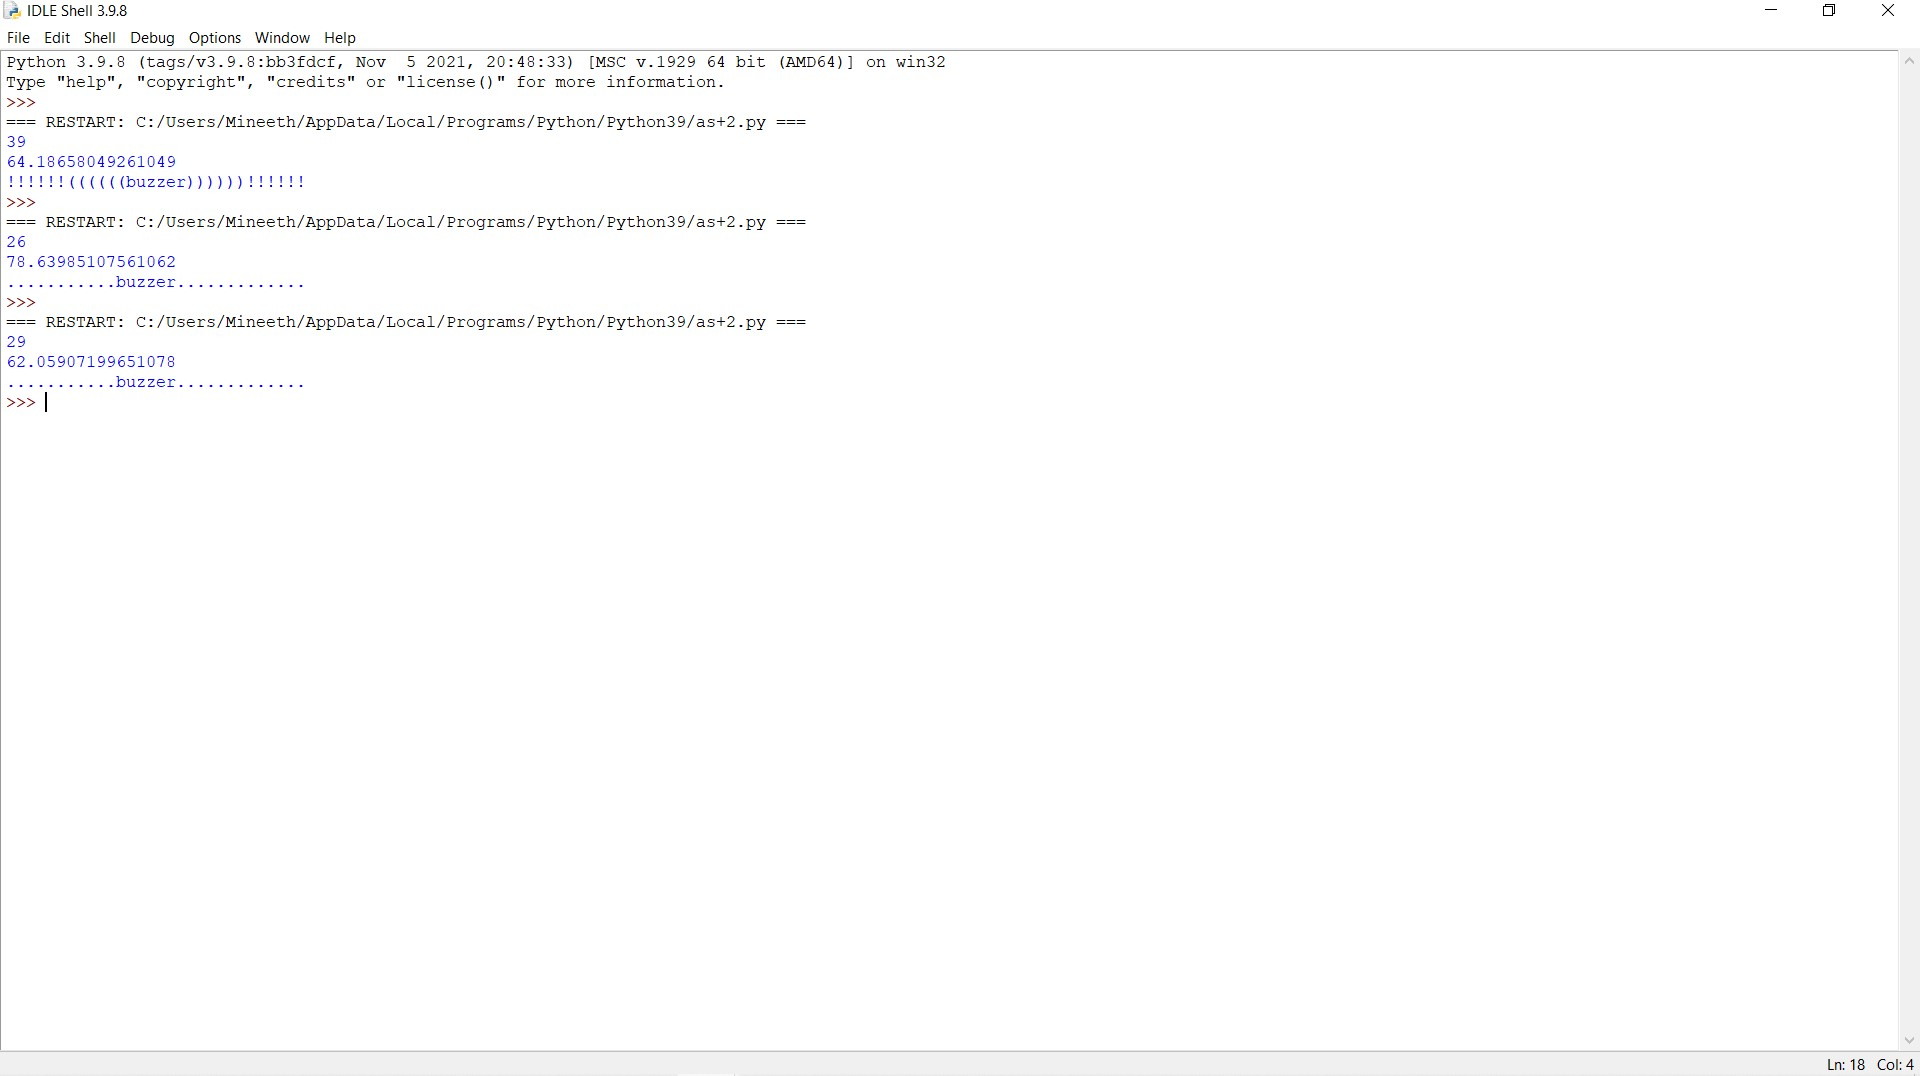 IDLE Shell 3.9.8
File Edit Shell Debug Options Window Help
Python 3.9.8 (tags/v3.9.8:bb3fdcf, Nov  5 2021, 20:48:33) [MSC v.1929 64 bit (AMD64)] on win32
Type "help", "copyright", "credits" or "license()" for more information.
>>>
=== RESTART: C:/Users/Mineeth/AppData/Local/Programs/Python/Python39/as+2.py ===
39
64.18658049261049
!!!!!!((((((buzzer))))))!!!!!!
>>>
=== RESTART: C:/Users/Mineeth/AppData/Local/Programs/Python/Python39/as+2.py ===
26
78.63985107561062
...........buzzer.............
>>>
=== RESTART: C:/Users/Mineeth/AppData/Local/Programs/Python/Python39/as+2.py ===
29
62.05907199651078
...........buzzer.............
>>>
Ln: 18 Col: 4